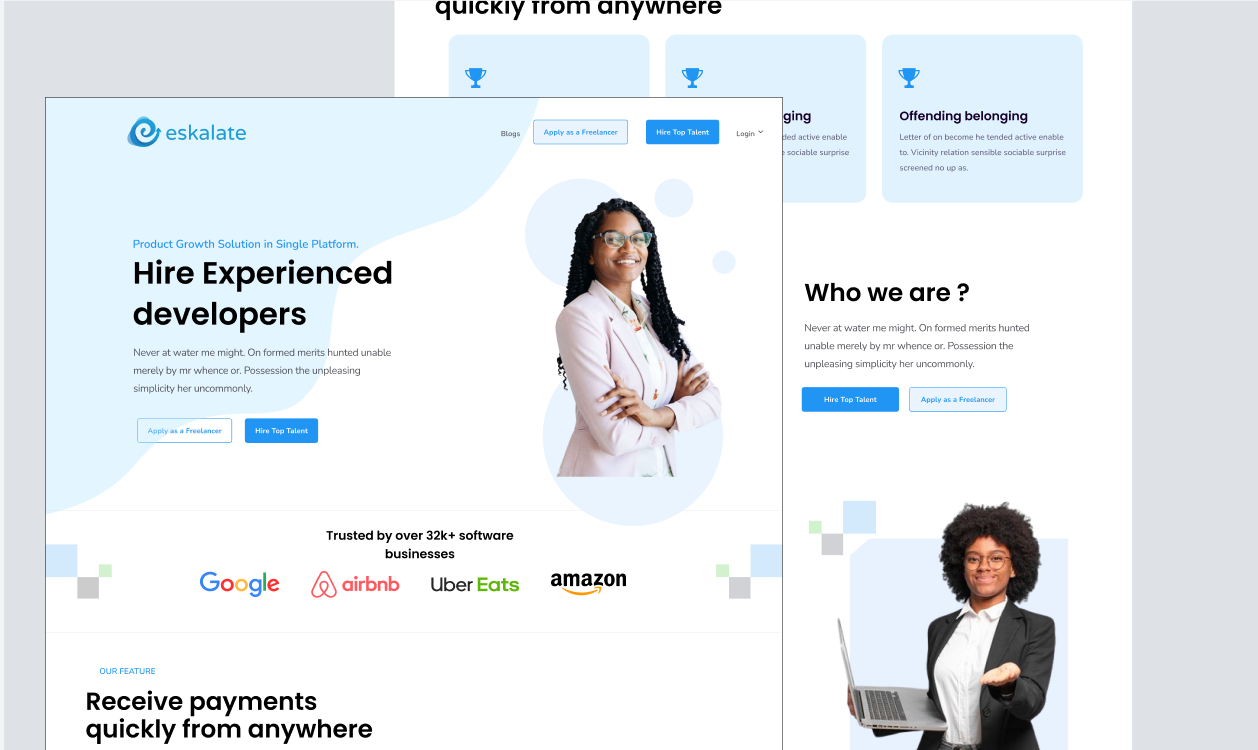 quickly from anywhere
ging
ded active enable
sociable surprise
Offending belonging
Letter of on become he tended active enable
to. Vicinity relation sensible sociable surprise
screened no up as.
eskalate
Blogs
Apply as a Freelancer
Hire Top Talent
Login
Product Growth Solution in Single Platform.
Hire Experienced
developers
Never at water me might. On formed merits hunted unable
merely by mr whence or. Possession the unpleasing
simplicity her uncommonly.
Apply as a Freelancer
Hire Top Talent
Who we are ?
Never at water me might. On formed merits hunted
unable merely by mr whence or. Possession the
unpleasing simplicity her uncommonly.
Hire Top Talent
Apply as a Freelancer
Trusted by over 32k+ software
businesses
Google
airbnb
Uber Eats
amazon
OUR FEATURE
Receive payments
quickly from anywhere